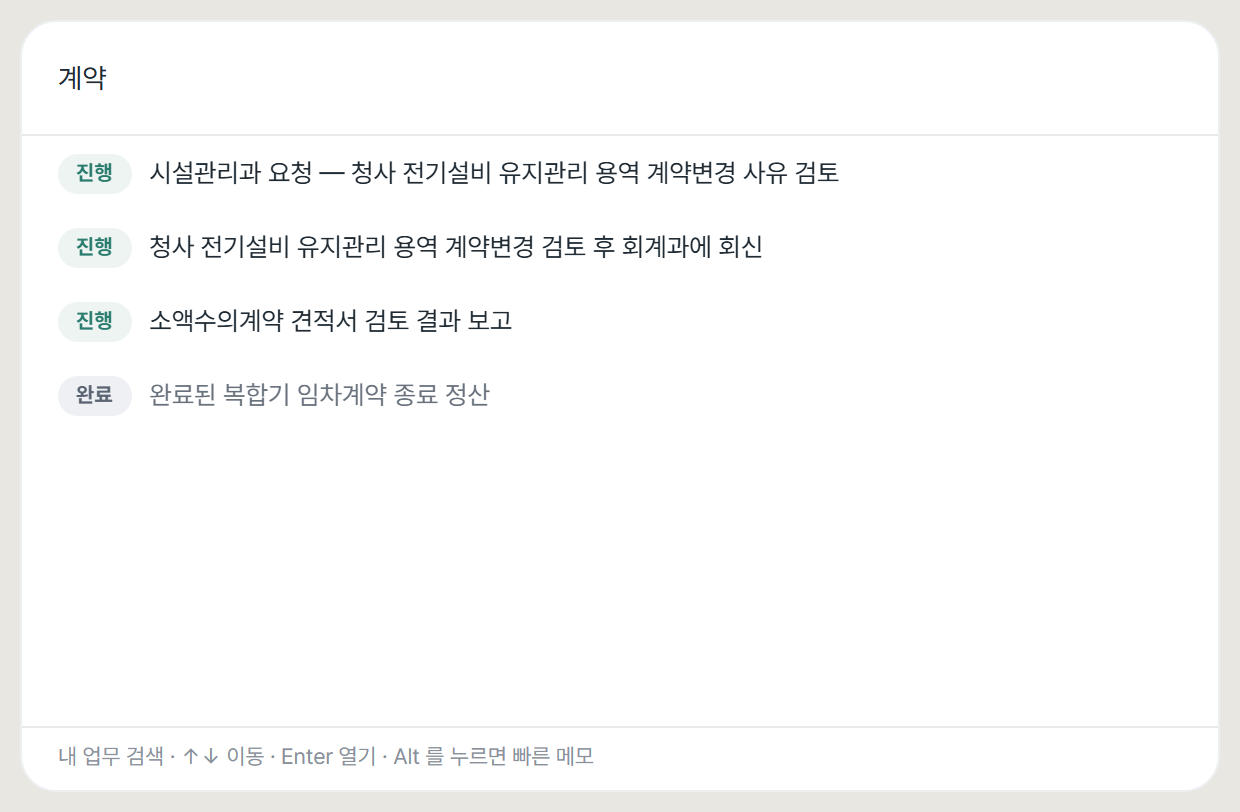 계약
진행 시설관리과 요청 — 청사 전기설비 유지관리 용역 계약변경 사유 검토
진행 청사 전기설비 유지관리 용역 계약변경 검토 후 회계과에 회신
진행 소액수의계약 견적서 검토 결과 보고
완료 완료된 복합기 임차계약 종료 정산
내 업무 검색 · ↑↓ 이동 · Enter 열기 · Alt 를 누르면 빠른 메모